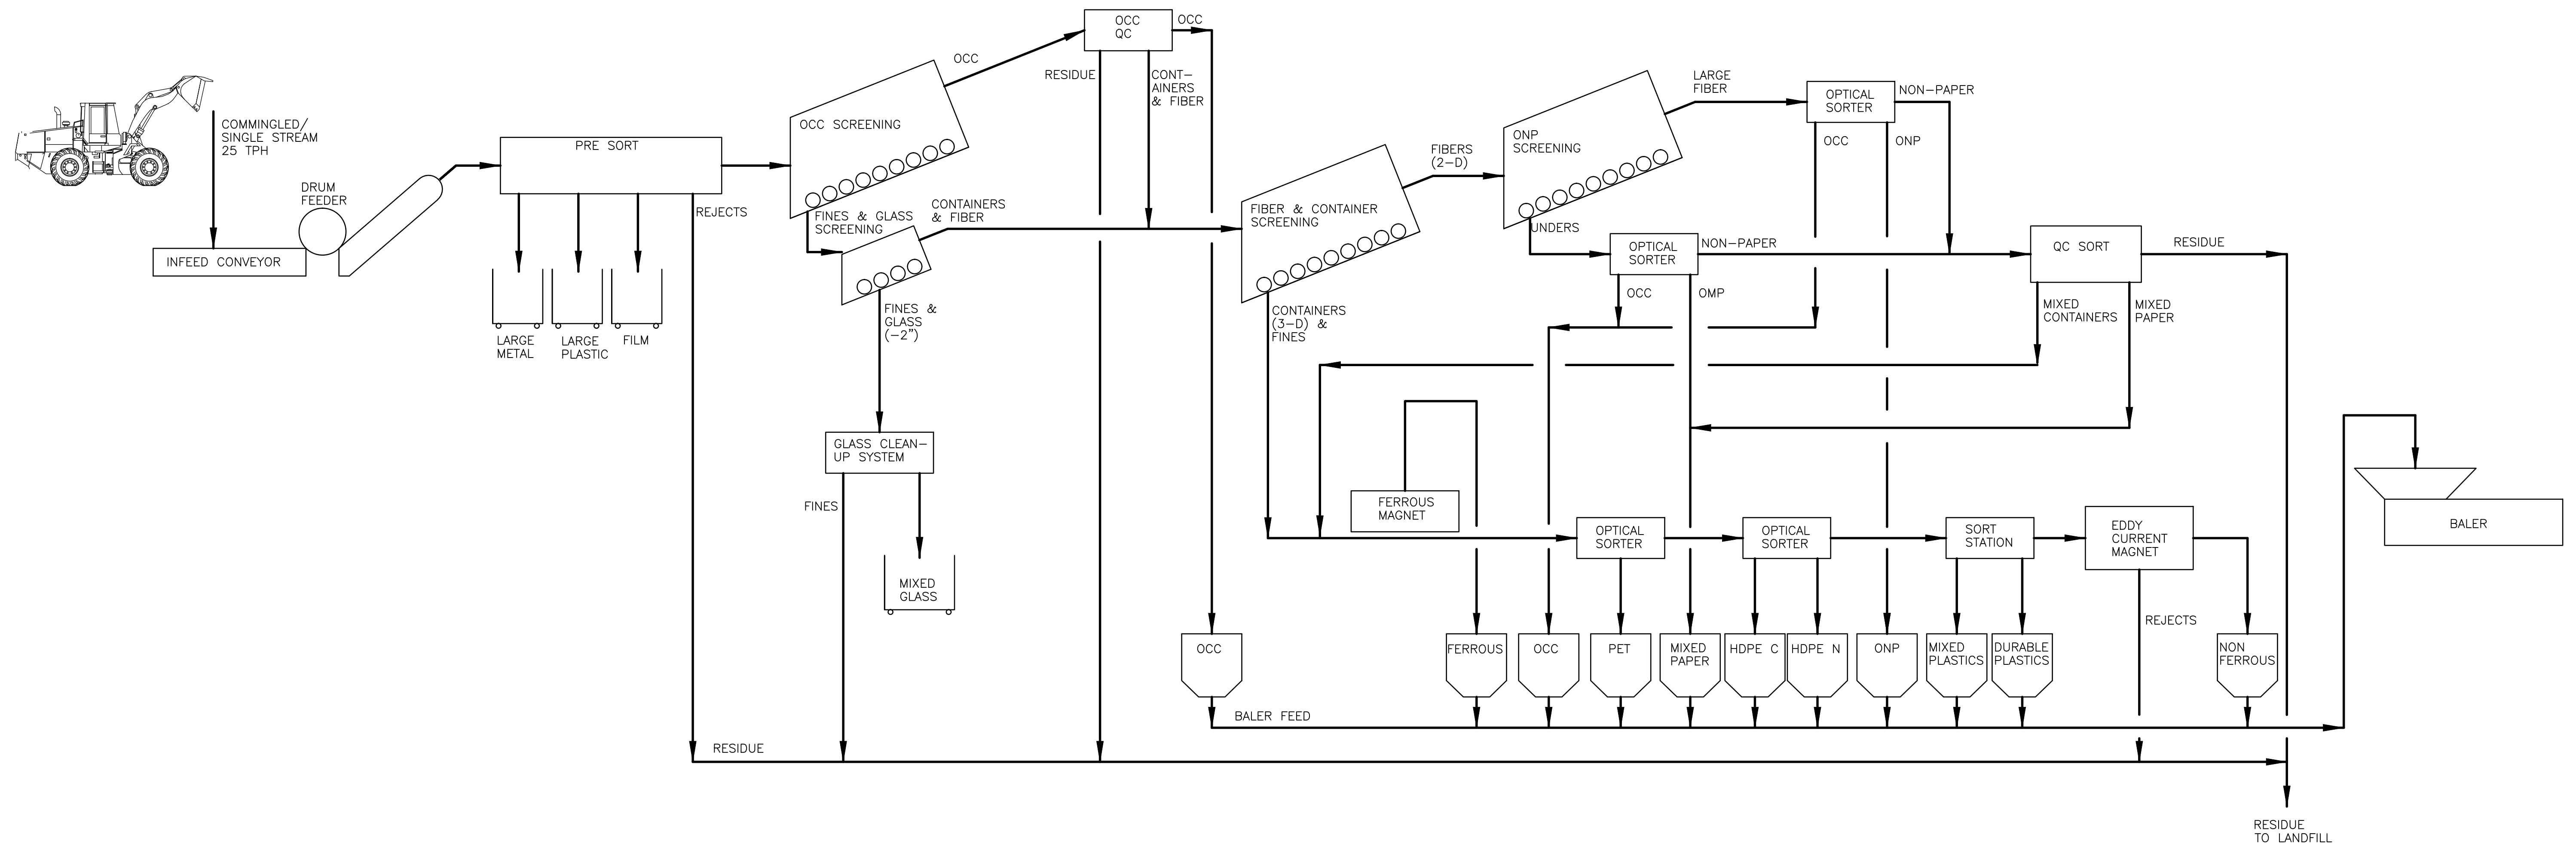 COMMINGLED/
SINGLE STREAM
25 TPH
INFEED CONVEYOR
DRUM
FEEDER
PRE SORT
REJECTS
LARGE
METAL
LARGE
PLASTIC
FILM
OCC SCREENING
OCC
FINES & GLASS
SCREENING
CONTAINERS
& FIBER
FINES &
GLASS
(-2")
GLASS CLEAN-
UP SYSTEM
FINES
MIXED
GLASS
OCC
QC
OCC
RESIDUE
CONT-
AINERS
& FIBER
FIBER & CONTAINER
SCREENING
FIBERS
(2-D)
CONTAINERS
(3-D) &
FINES
ONP
SCREENING
LARGE
FIBER
UNDERS
OPTICAL
SORTER
NON-PAPER
OCC
ONP
OPTICAL
SORTER
NON-PAPER
OCC
OMP
QC SORT
RESIDUE
MIXED
CONTAINERS
MIXED
PAPER
FERROUS
MAGNET
OPTICAL
SORTER
OPTICAL
SORTER
SORT
STATION
EDDY
CURRENT
MAGNET
REJECTS
BALER
OCC
FERROUS
OCC
PET
MIXED
PAPER
HDPE C
HDPE N
ONP
MIXED
PLASTICS
DURABLE
PLASTICS
NON
FERROUS
BALER FEED
RESIDUE
RESIDUE
TO LANDFILL